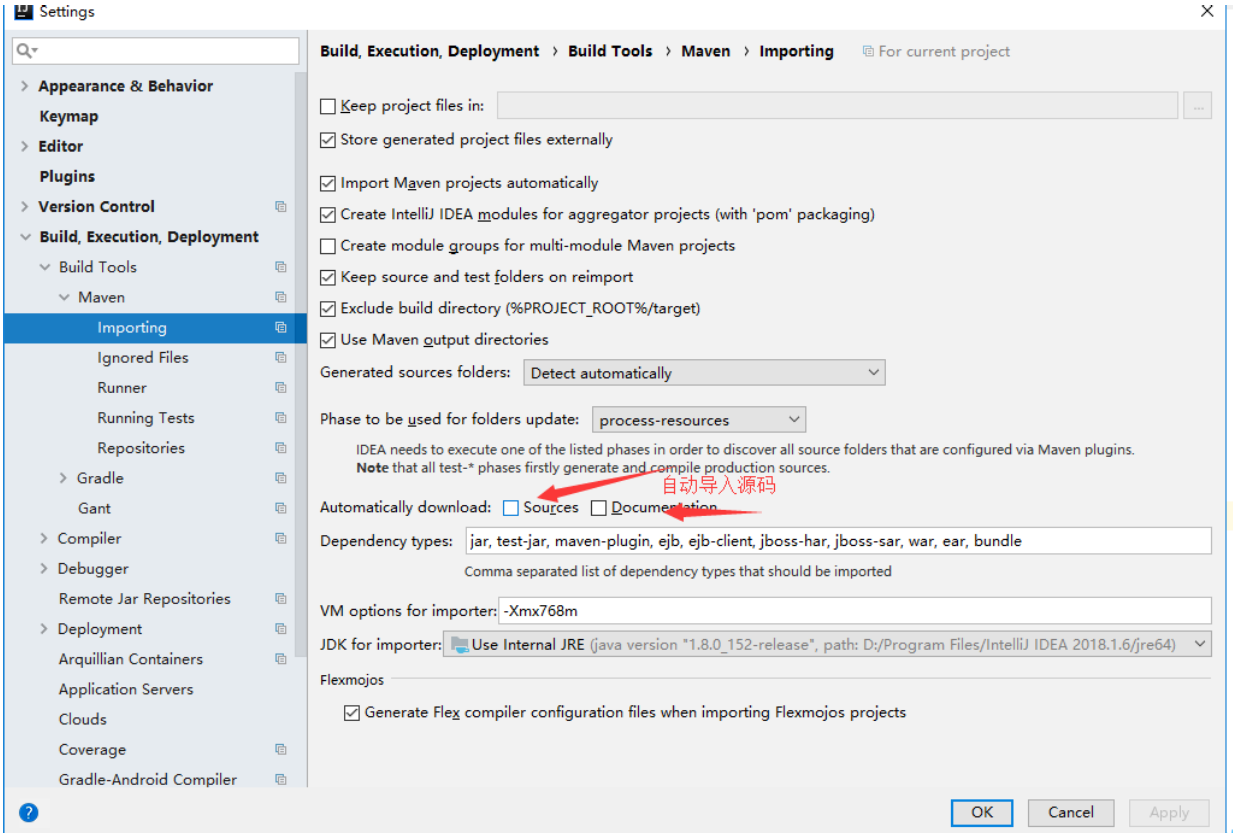 Settings
Appearance & Behavior
Keymap
Editor
Plugins
Version Control
Build, Execution, Deployment
Build Tools
Maven
Importing
Ignored Files
Runner
Running Tests
Repositories
Gradle
Gant
Compiler
Debugger
Remote Jar Repositories
Deployment
Arquillian Containers
Application Servers
Clouds
Coverage
Gradle-Android Compiler
Build, Execution, Deployment › Build Tools › Maven › Importing For current project
Keep project files in: ...
Store generated project files externally
Import Maven projects automatically
Create IntelliJ IDEA modules for aggregator projects (with 'pom' packaging)
Create module groups for multi-module Maven projects
Keep source and test folders on reimport
Exclude build directory (%PROJECT_ROOT%/target)
Use Maven output directories
Generated sources folders: Detect automatically
Phase to be used for folders update: process-resources
IDEA needs to execute one of the listed phases in order to discover all source folders that are configured via Maven plugins.
Note that all test-* phases firstly generate and compile production sources.
自动导入源码
Automatically download: Sources Documentation
Dependency types: jar, test-jar, maven-plugin, ejb, ejb-client, jboss-har, jboss-sar, war, ear, bundle
Comma separated list of dependency types that should be imported
VM options for importer: -Xmx768m
JDK for importer: Use Internal JRE (java version "1.8.0_152-release", path: D:/Program Files/IntelliJ IDEA 2018.1.6/jre64)
Flexmojos
Generate Flex compiler configuration files when importing Flexmojos projects
? OK Cancel Apply